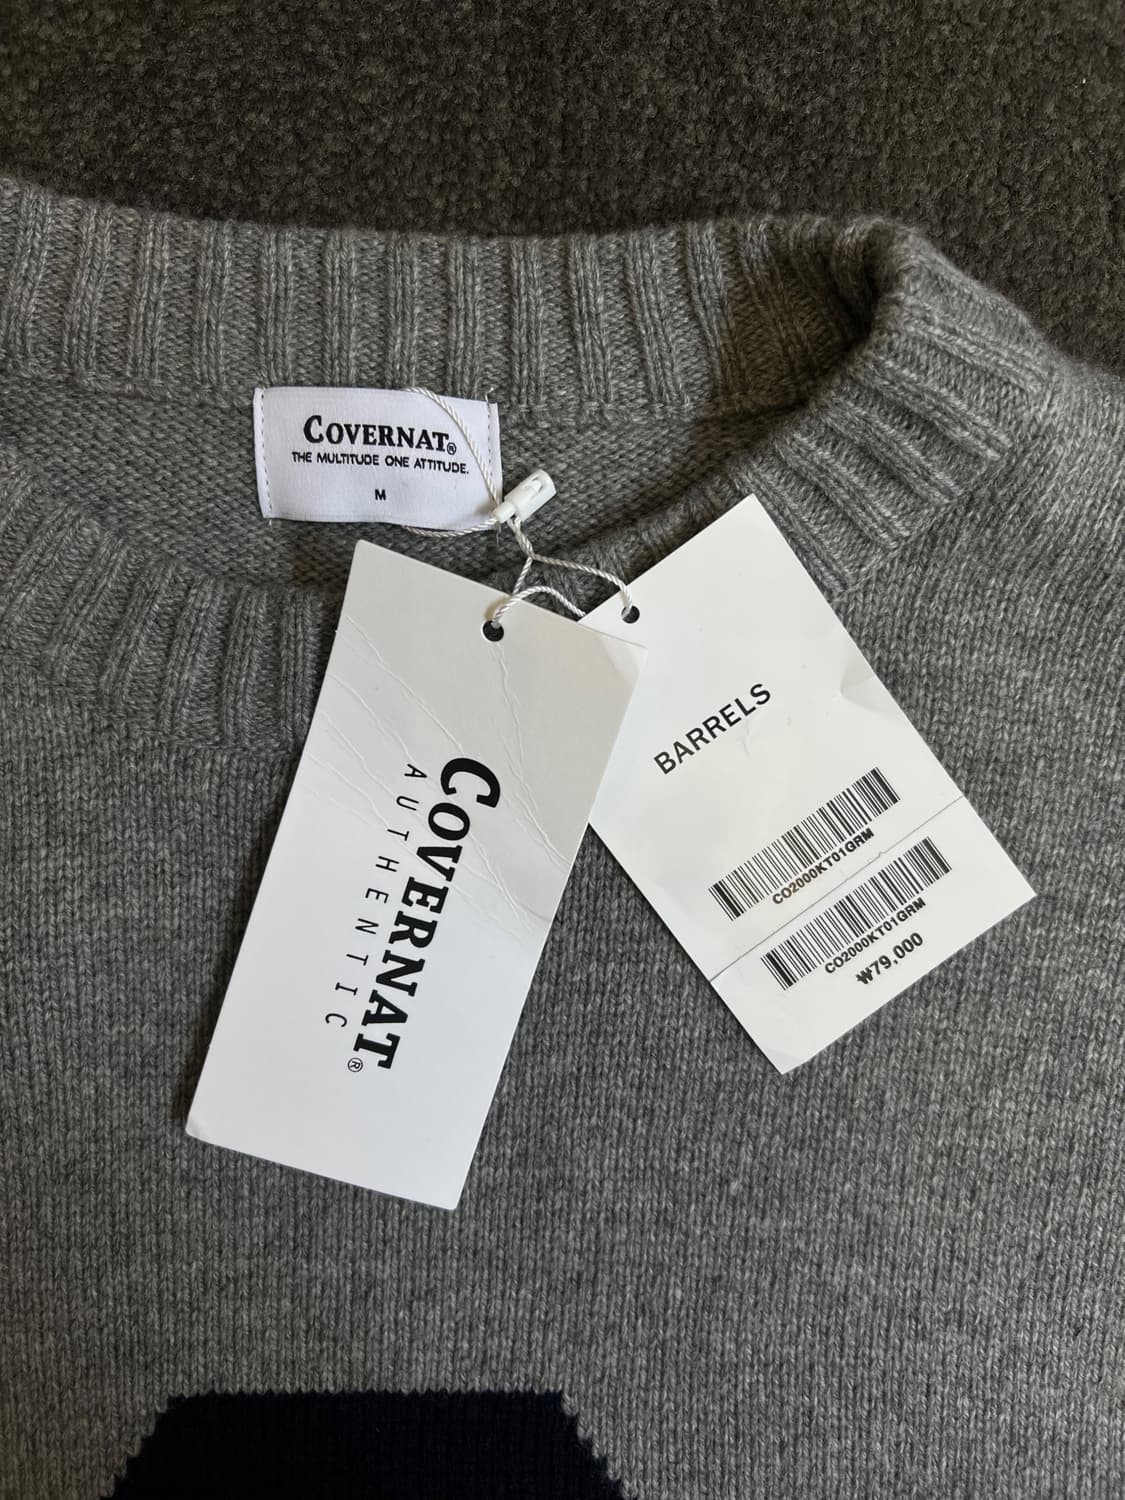 COVERNAT®
THE MULTITUDE ONE ATTITUDE.
M
COVERNAT®
AUTHENTIC
BARRELS
CO2000KT01GRM
CO2000KT01GRM
₩79,000